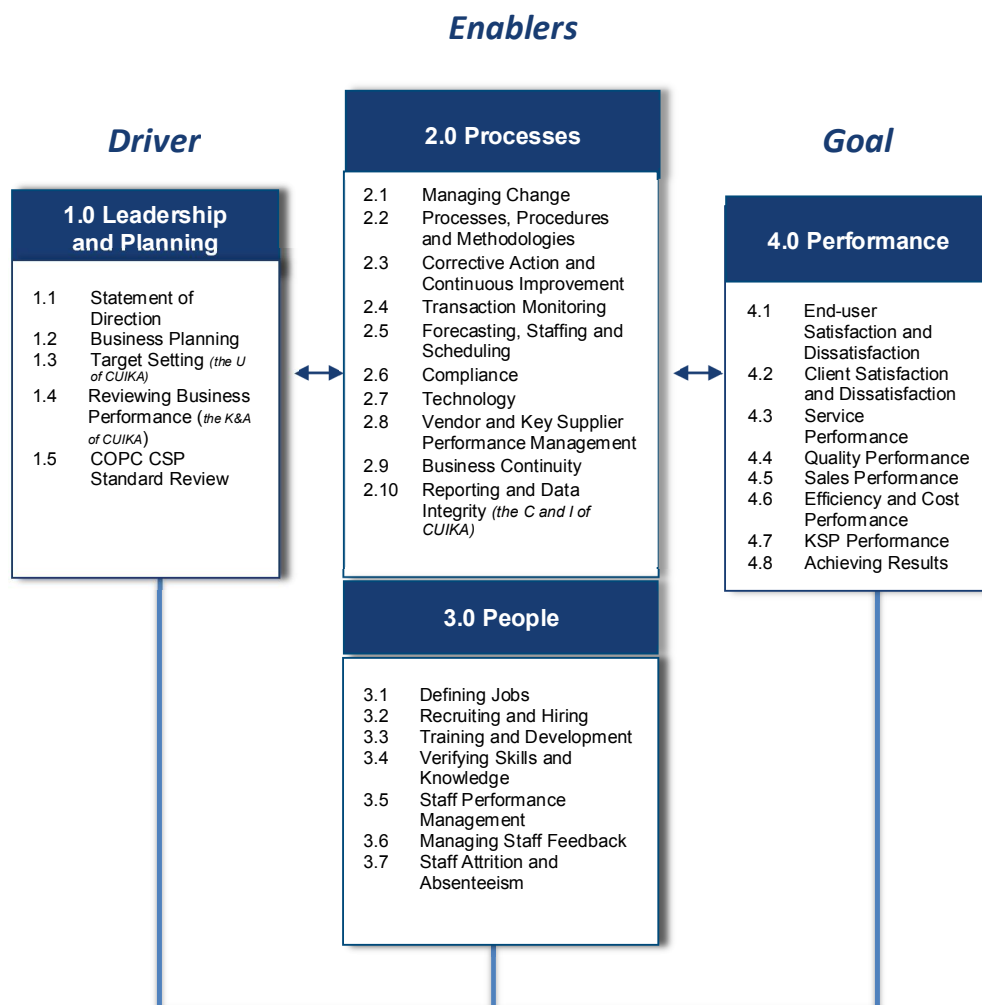 Enablers
Driver
Goal
1.0 Leadership
and Planning
1.1 Statement of
Direction
1.2 Business Planning
1.3 Target Setting (the U
of CUIKA)
1.4 Reviewing Business
Performance (the K&A
of CUIKA)
1.5 COPC CSP
Standard Review
2.0 Processes
2.1 Managing Change
2.2 Processes, Procedures
and Methodologies
2.3 Corrective Action and
Continuous Improvement
2.4 Transaction Monitoring
2.5 Forecasting, Staffing and
Scheduling
2.6 Compliance
2.7 Technology
2.8 Vendor and Key Supplier
Performance Management
2.9 Business Continuity
2.10 Reporting and Data
Integrity (the C and I of
CUIKA)
3.0 People
3.1 Defining Jobs
3.2 Recruiting and Hiring
3.3 Training and Development
3.4 Verifying Skills and
Knowledge
3.5 Staff Performance
Management
3.6 Managing Staff Feedback
3.7 Staff Attrition and
Absenteeism
4.0 Performance
4.1 End-user
Satisfaction and
Dissatisfaction
4.2 Client Satisfaction
and Dissatisfaction
4.3 Service
Performance
4.4 Quality Performance
4.5 Sales Performance
4.6 Efficiency and Cost
Performance
4.7 KSP Performance
4.8 Achieving Results